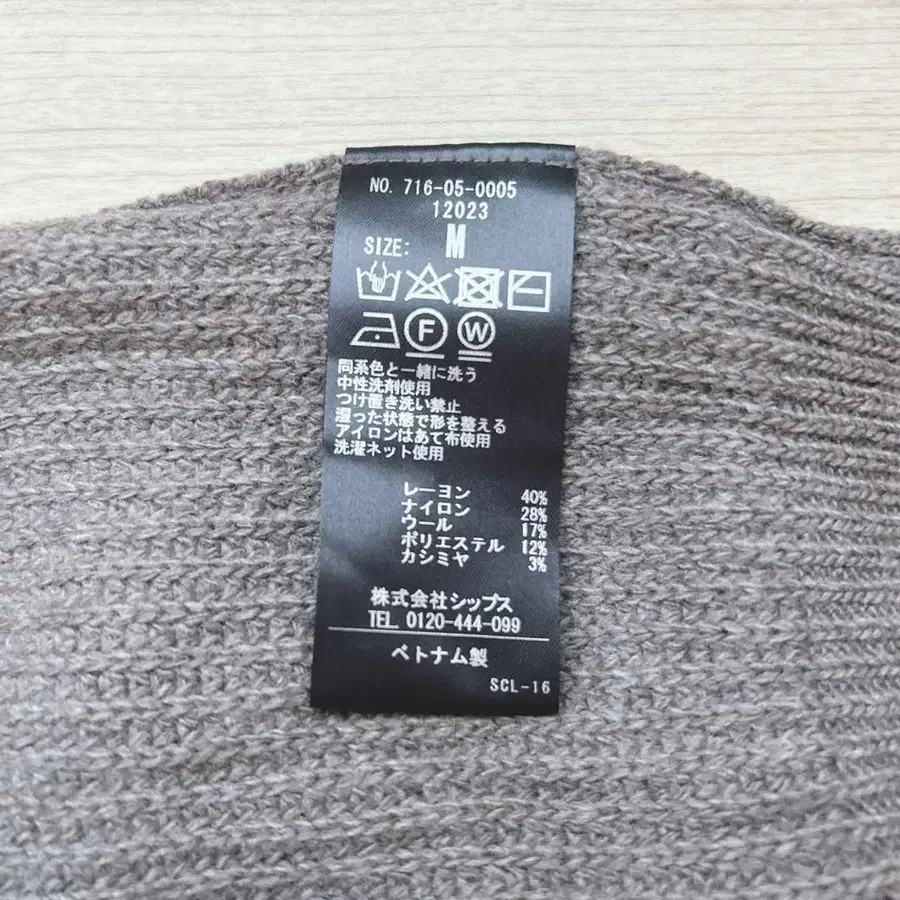 NO. 716-05-0005
12023
SIZE: M
F W
同系色と一緒に洗う
中性洗剤使用
つけ置き洗い禁止
湿った状態で形を整える
アイロンはあて布使用
洗濯ネット使用
レーヨン 40%
ナイロン 28%
ウール 17%
ポリエステル 12%
カシミヤ 3%
株式会社シップス
TEL. 0120-444-099
ベトナム製
SCL-16